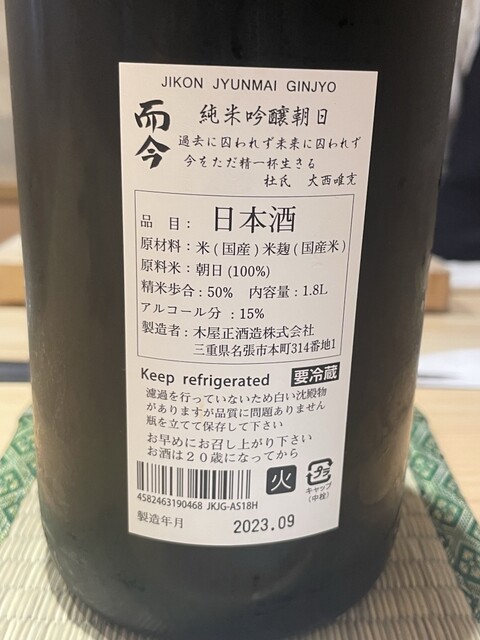 JIKON JYUNMAI GINJYO
而今
純米吟醸朝日
過去に囚われず未来に囚われず
今をただ精一杯生きる
杜氏 大西唯克
品 目： 日本酒
原材料：米(国産)米麹(国産米)
原料米：朝日(100%)
精米歩合：50% 内容量：1.8L
アルコール分 ：15%
製造者：木屋正酒造株式会社
三重県名張市本町314番地1
Keep refrigerated 要冷蔵
濾過を行っていないため白い沈殿物
がありますが品質に問題ありません
瓶を立てて保存して下さい
お早めにお召し上がり下さい
お酒は２０歳になってから
4582463190468 JKJG-AS18H
火
プラ
キャップ
(中栓)
製造年月 2023.09